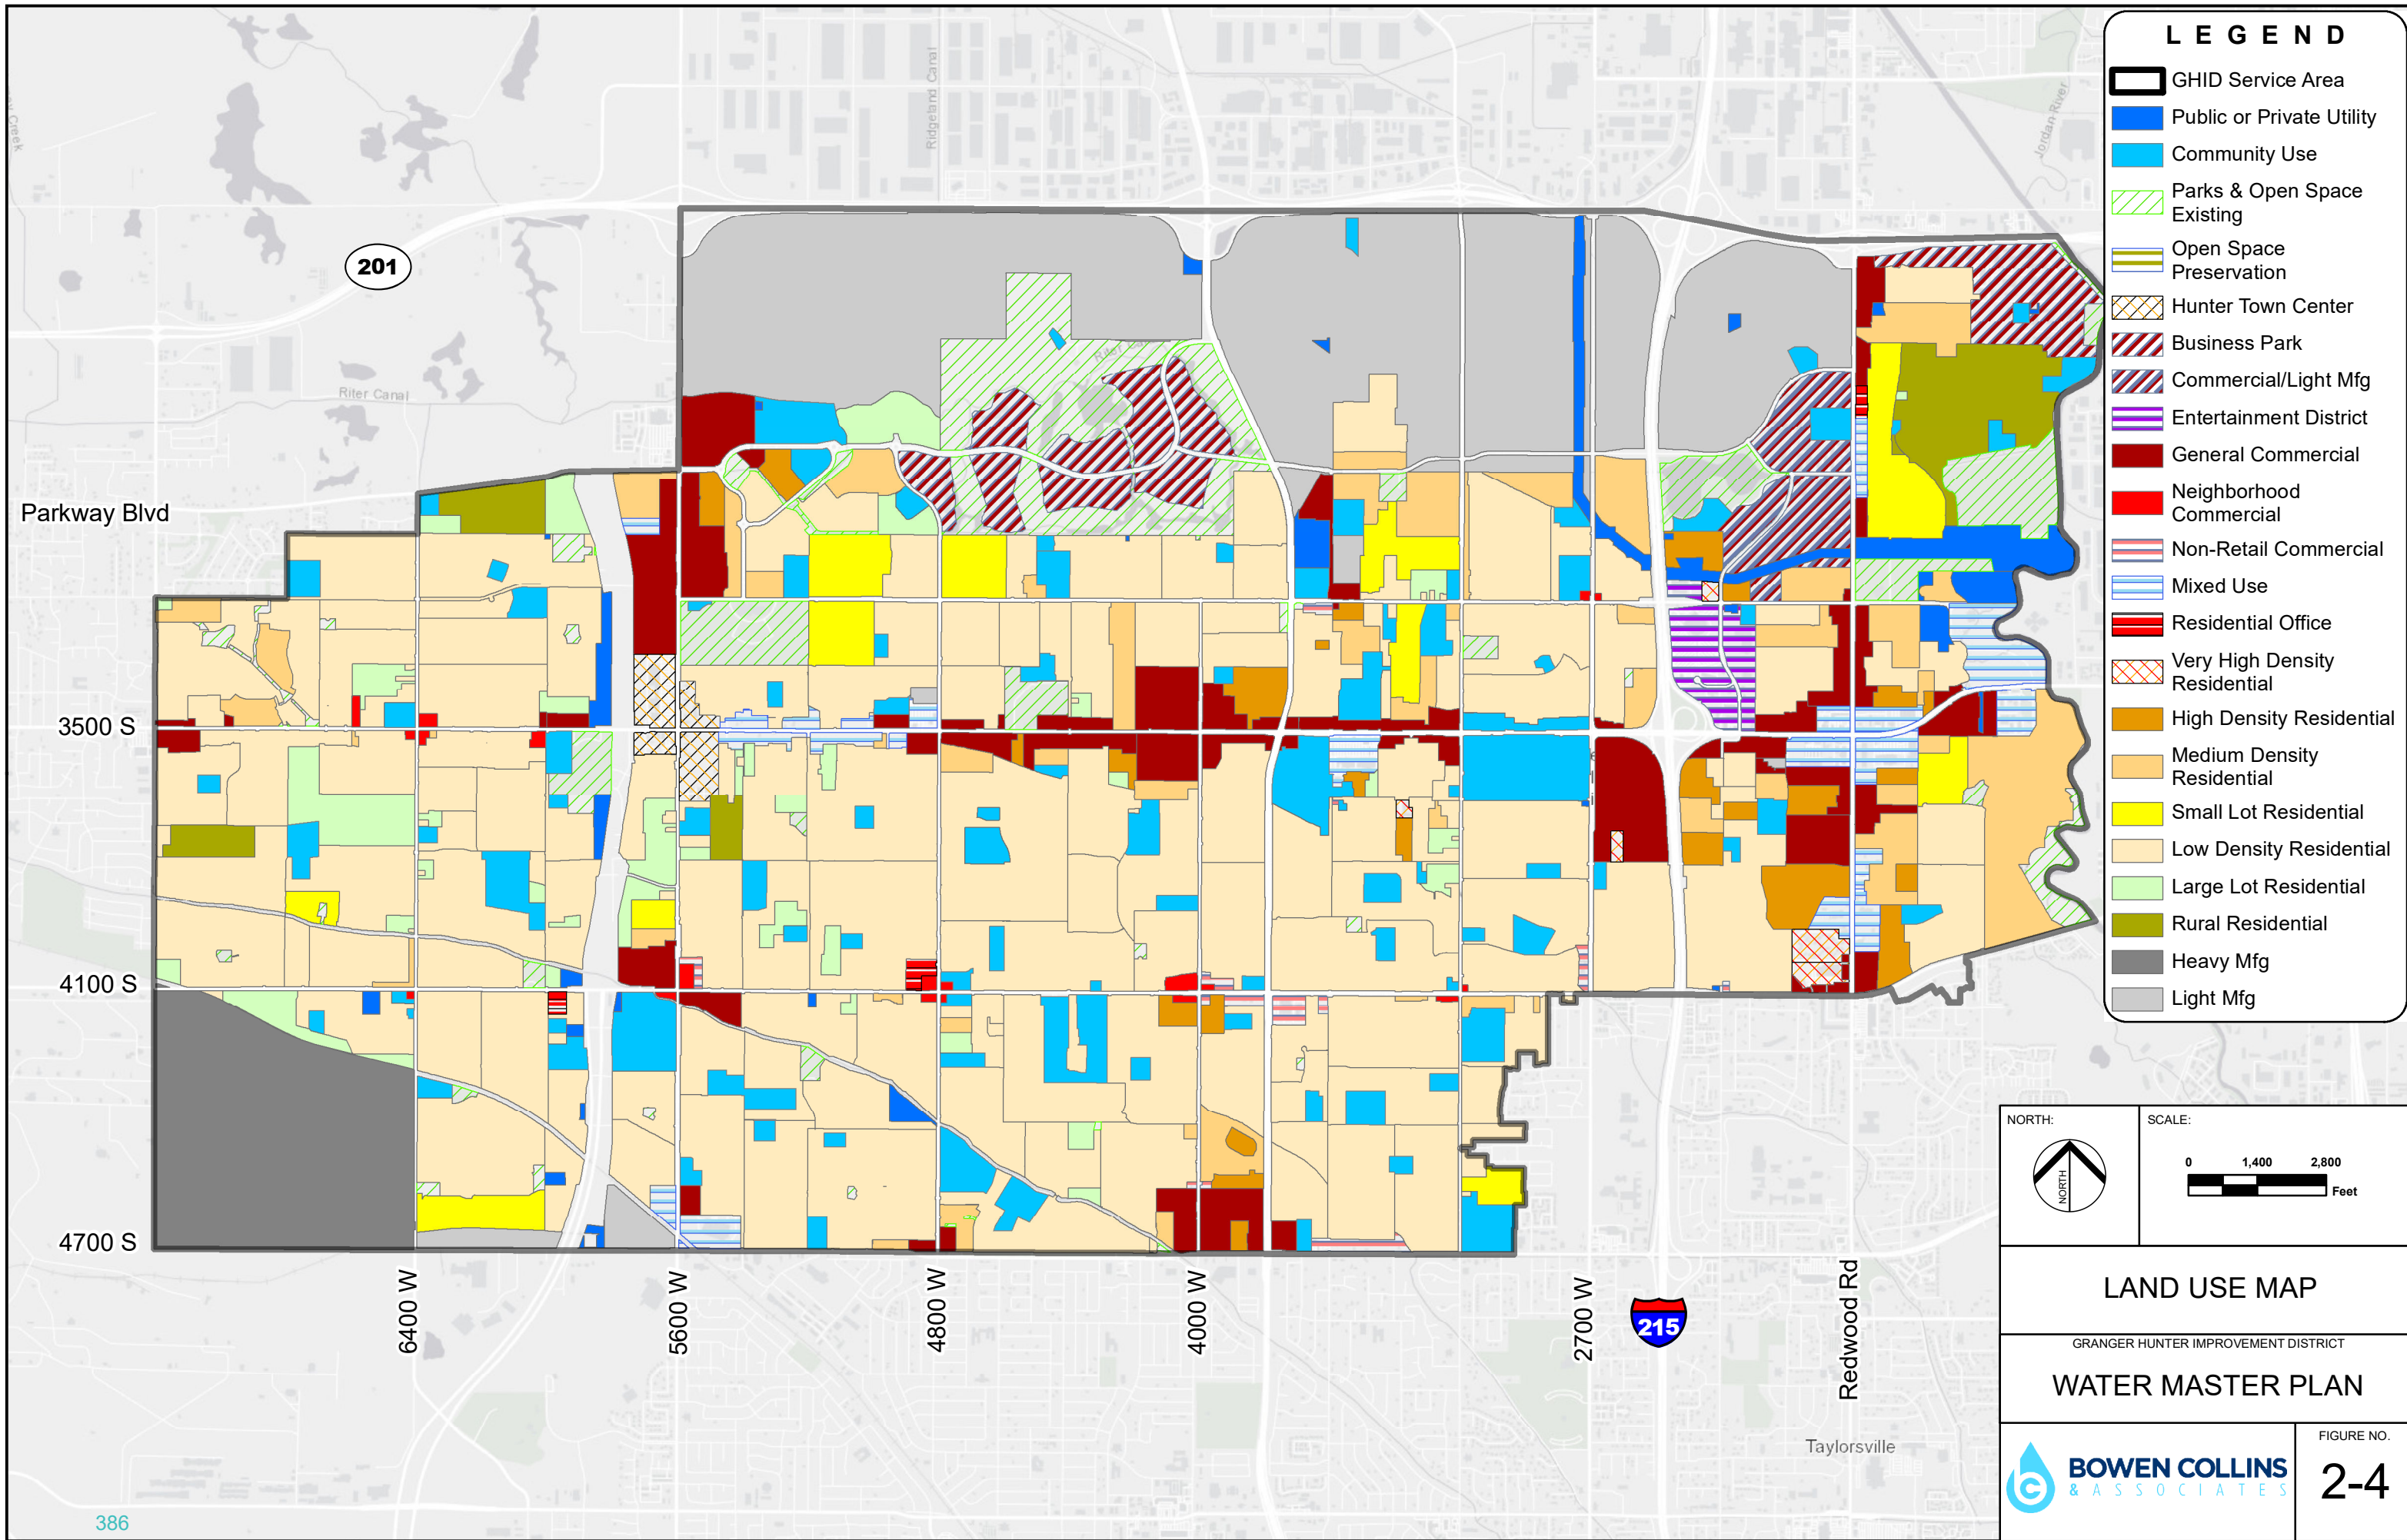 L E G E N D
GHID Service Area
Public or Private Utility
Community Use
Parks & Open Space
Existing
Open Space
Preservation
Hunter Town Center
Business Park
Commercial/Light Mfg
Entertainment District
General Commercial
Neighborhood
Commercial
Non-Retail Commercial
Mixed Use
Residential Office
Very High Density
Residential
High Density Residential
Medium Density
Residential
Small Lot Residential
Low Density Residential
Large Lot Residential
Rural Residential
Heavy Mfg
Light Mfg
Ridgeland Canal
Jordan River
Creek
201
Riter Canal
Riter Canal
Parkway Blvd
3500 S
4100 S
4700 S
6400 W
5600 W
4800 W
4000 W
2700 W
215
Redwood Rd
Taylorsville
NORTH:
NORTH
SCALE:
0 1,400 2,800
Feet
LAND USE MAP
GRANGER HUNTER IMPROVEMENT DISTRICT
WATER MASTER PLAN
BOWEN COLLINS
& ASSOCIATES
FIGURE NO.
2-4
386